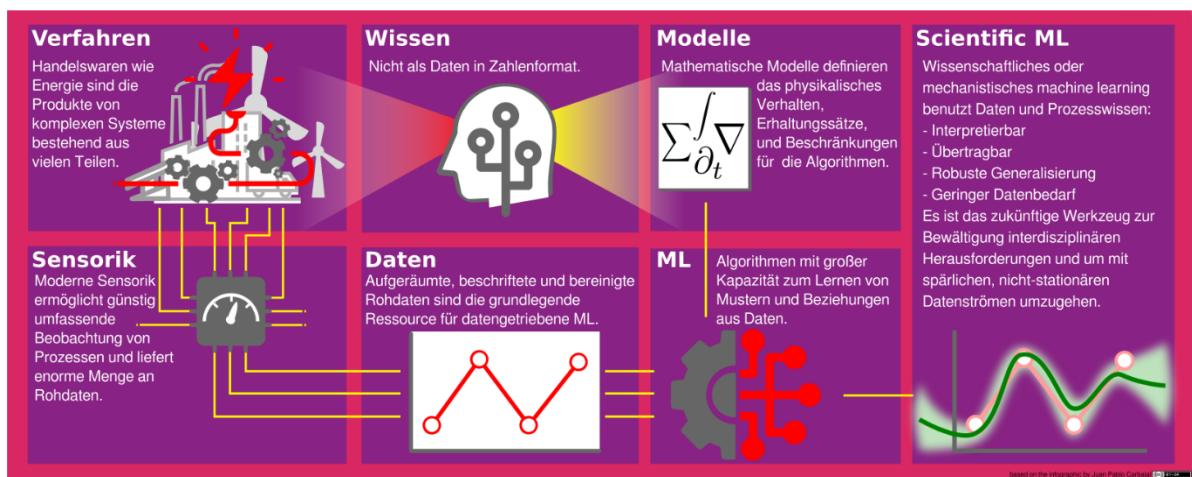 Verfahren
Handelswaren wie
Energie sind die
Produkte von
komplexen Systeme
bestehend aus
vielen Teilen.
Wissen
Nicht als Daten in Zahlenformat.
Modelle
Mathematische Modelle definieren
das physikalisches
Verhalten,
Erhaltungssätze,
und Beschränkungen
für die Algorithmen.
∑∫∂t∇
Scientific ML
Wissenschaftliches oder
mechanistisches machine learning
benutzt Daten und Prozesswissen:
- Interpretierbar
- Übertragbar
- Robuste Generalisierung
- Geringer Datenbedarf
Es ist das zukünftige Werkzeug zur
Bewältigung interdisziplinären
Herausforderungen und um mit
spärlichen, nicht-stationären
Datenströmen umzugehen.
Sensorik
Moderne Sensorik
ermöglicht günstig
umfassende
Beobachtung von
Prozessen und liefert
enorme Menge an
Rohdaten.
Daten
Aufgeräumte, beschriftete und bereinigte
Rohdaten sind die grundlegende
Ressource für datengetriebene ML.
ML
Algorithmen mit großer
Kapazität zum Lernen von
Mustern und Beziehungen
aus Daten.
based on the infographic by Juan Pablo Carbajal